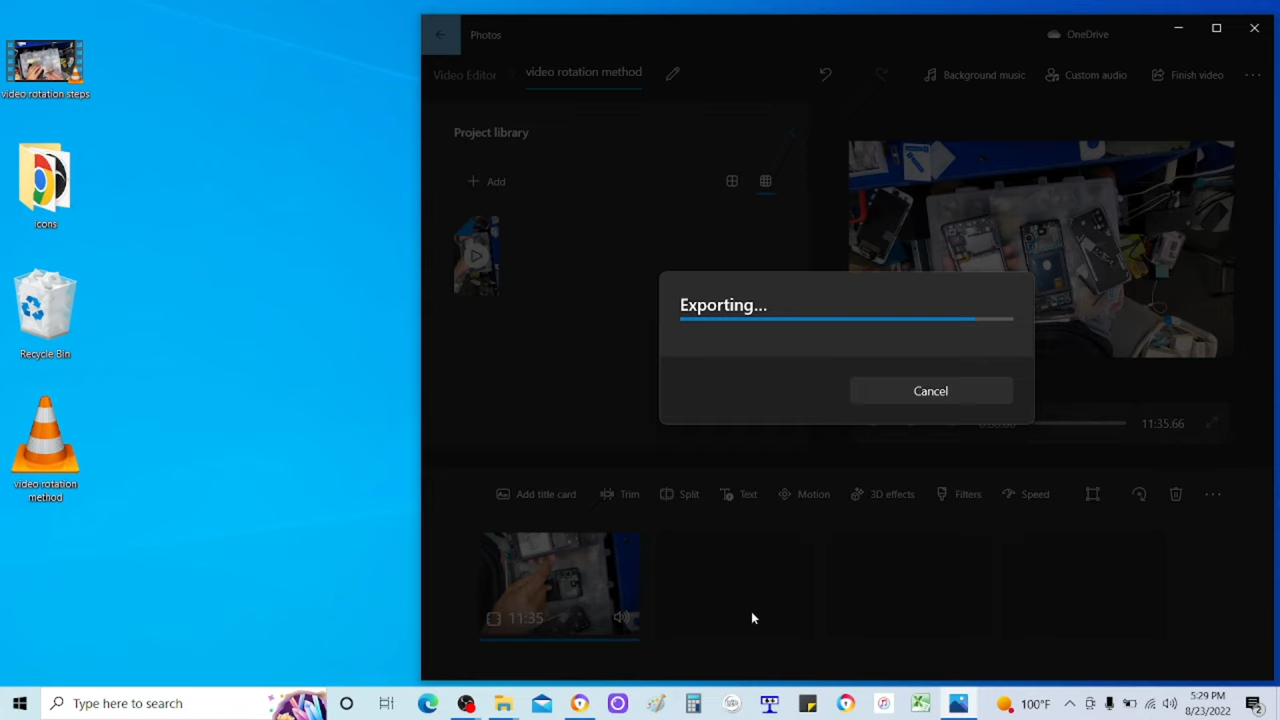 video rotation steps
icons
Recycle Bin
video rotation
method
Photos
OneDrive
Video Editor
video rotation method
Background music
Custom audio
Finish video
Project library
Add
Exporting...
Cancel
11:35.66
Add title card
Trim
Split
Text
Motion
3D effects
Filters
Speed
11:35
Type here to search
100°F
5:29 PM
8/23/2022
2